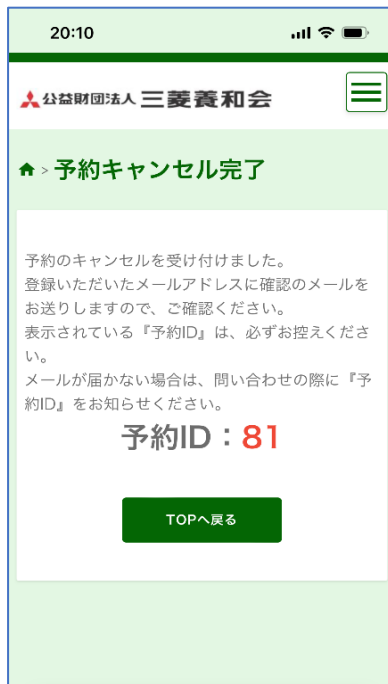 20:10
公益財団法人 三菱養和会
> 予約キャンセル完了
予約のキャンセルを受け付けました。
登録いただいたメールアドレスに確認のメールを
お送りしますので、ご確認ください。
表示されている『予約ID』は、必ずお控えくださ
い。
メールが届かない場合は、問い合わせの際に『予
約ID』をお知らせください。
予約ID：81
TOPへ戻る